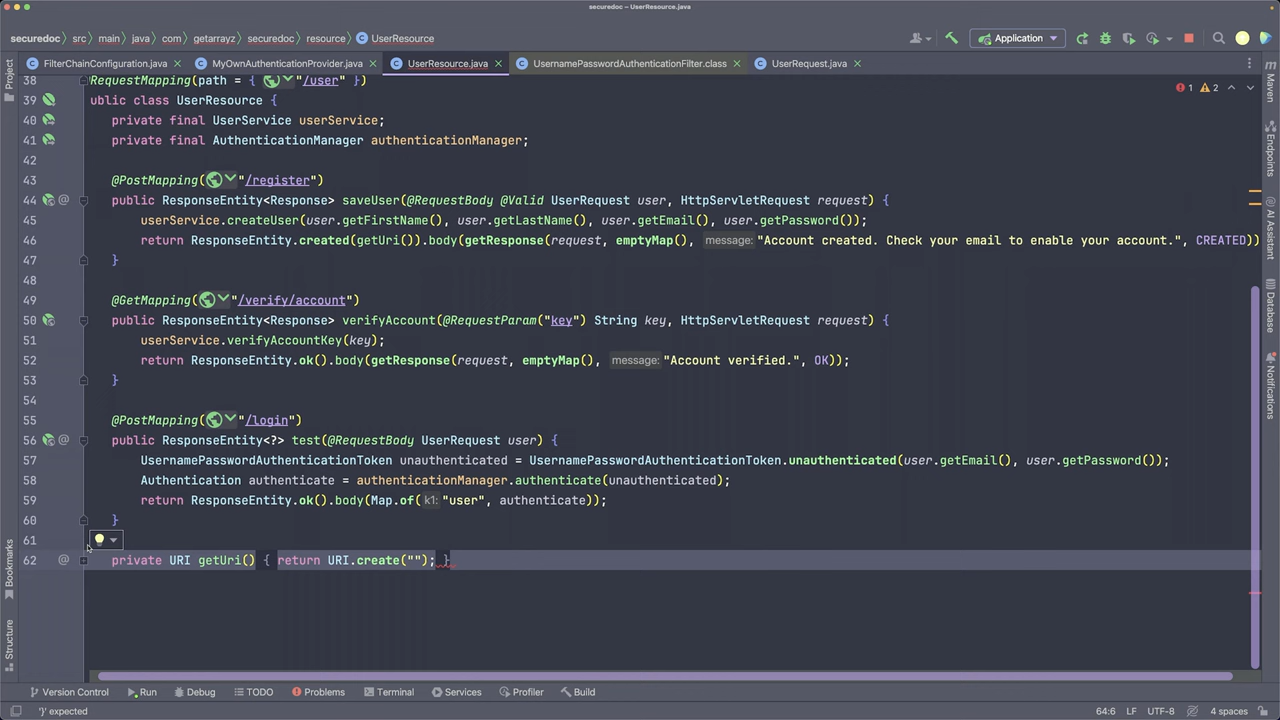 securedoc – UserResource.java
securedoc src main java com getarrayz securedoc resource UserResource
Application
FilterChainConfiguration.java MyOwnAuthenticationProvider.java UserResource.java UsernamePasswordAuthenticationFilter.class UserRequest.java
38 RequestMapping(path = { "/user" })
1 2
39 ublic class UserResource {
40 private final UserService userService;
41 private final AuthenticationManager authenticationManager;
42
43 @PostMapping("/register")
44 @ public ResponseEntity<Response> saveUser(@RequestBody @Valid UserRequest user, HttpServletRequest request) {
45 userService.createUser(user.getFirstName(), user.getLastName(), user.getEmail(), user.getPassword());
46 return ResponseEntity.created(getUri()).body(getResponse(request, emptyMap(), message: "Account created. Check your email to enable your account.", CREATED))
47 }
48
49 @GetMapping("/verify/account")
50 public ResponseEntity<Response> verifyAccount(@RequestParam("key") String key, HttpServletRequest request) {
51 userService.verifyAccountKey(key);
52 return ResponseEntity.ok().body(getResponse(request, emptyMap(), message: "Account verified.", OK));
53 }
54
55 @PostMapping("/login")
56 @ public ResponseEntity<?> test(@RequestBody UserRequest user) {
57 UsernamePasswordAuthenticationToken unauthenticated = UsernamePasswordAuthenticationToken.unauthenticated(user.getEmail(), user.getPassword());
58 Authentication authenticate = authenticationManager.authenticate(unauthenticated);
59 return ResponseEntity.ok().body(Map.of( k1: "user", authenticate));
60 }
61
62 @ private URI getUri() { return URI.create(""); }
Project
Bookmarks
Structure
Maven
Endpoints
AI Assistant
Database
Notifications
Version Control Run Debug TODO Problems Terminal Services Profiler Build
'}' expected 64:6 LF UTF-8 4 spaces